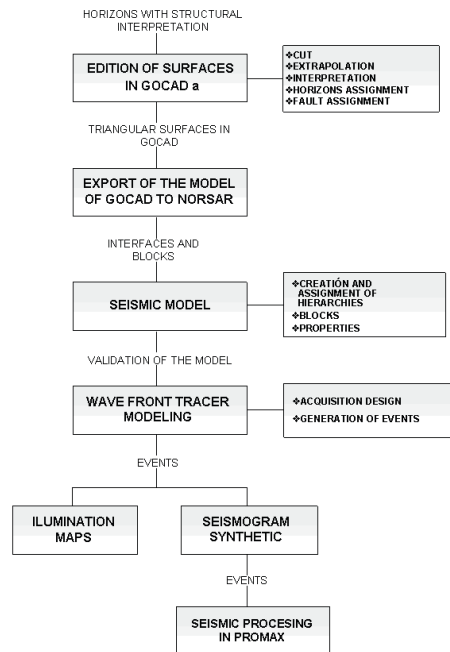 HORIZONS WITH STRUCTURAL
INTERPRETATION
EDITION OF SURFACES
IN GOCAD a
❖CUT
❖EXTRAPOLATION
❖INTERPRETATION
❖HORIZONS ASSIGNMENT
❖FAULT ASSIGNMENT
TRIANGULAR SURFACES IN
GOCAD
EXPORT OF THE MODEL
OF GOCAD TO NORSAR
INTERFACES AND
BLOCKS
SEISMIC MODEL
❖CREATIÓN AND
ASSIGNMENT OF
HIERARCHIES
❖BLOCKS
❖PROPERTIES
VALIDATION OF THE MODEL
WAVE FRONT TRACER
MODELING
❖ACQUISITION DESIGN
❖GENERATION OF EVENTS
EVENTS
ILUMINATION
MAPS
SEISMOGRAM
SYNTHETIC
EVENTS
SEISMIC PROCESING
IN PROMAX